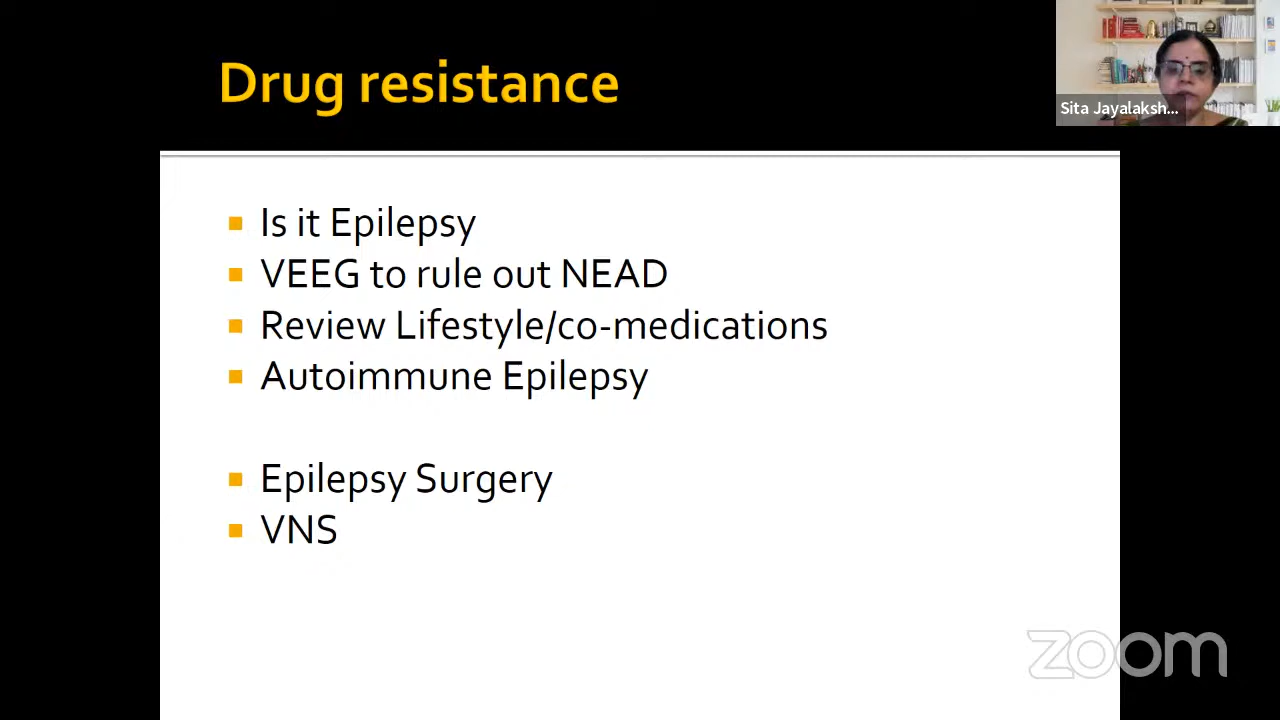 Drug resistance
Sita Jayalaksh...
Is it Epilepsy
VEEG to rule out NEAD
Review Lifestyle/co-medications
Autoimmune Epilepsy
Epilepsy Surgery
VNS
zoom